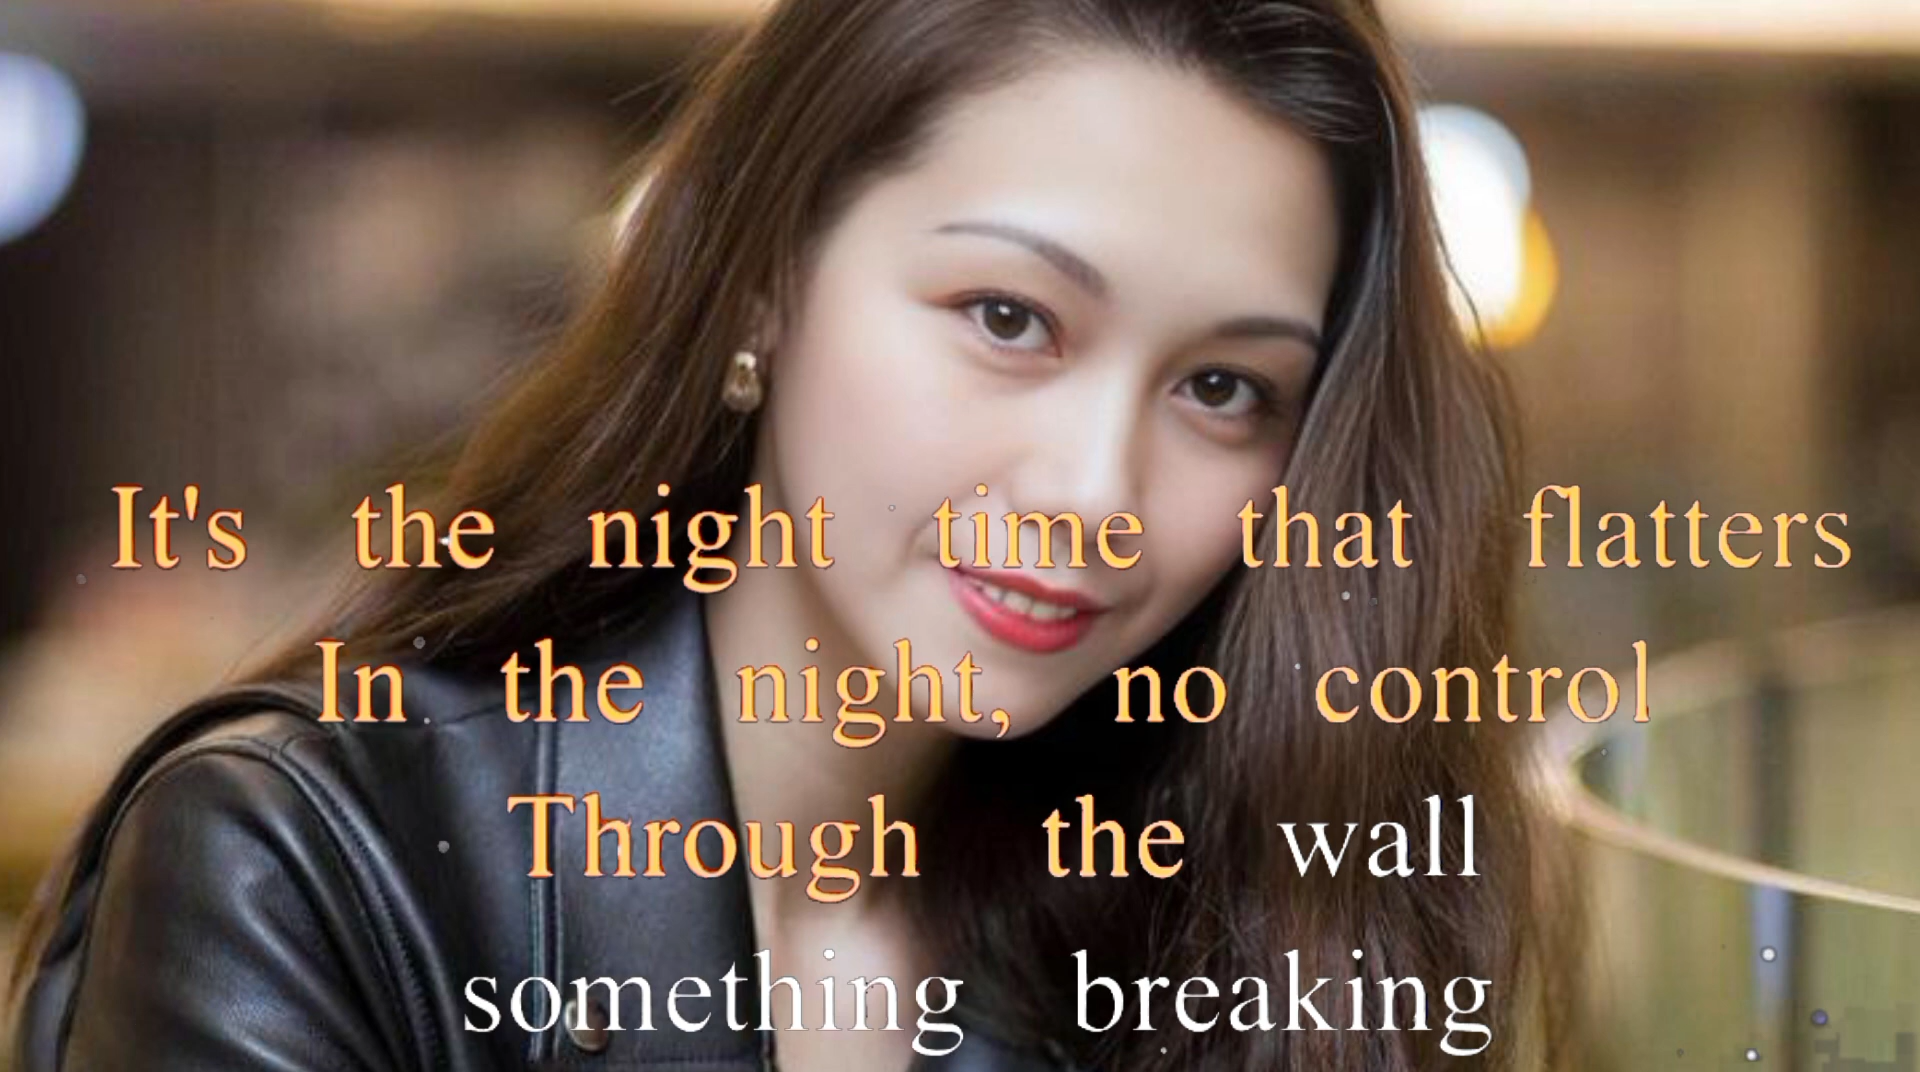 It's the night time that flatters
In the night, no control
Through the wall
something breaking